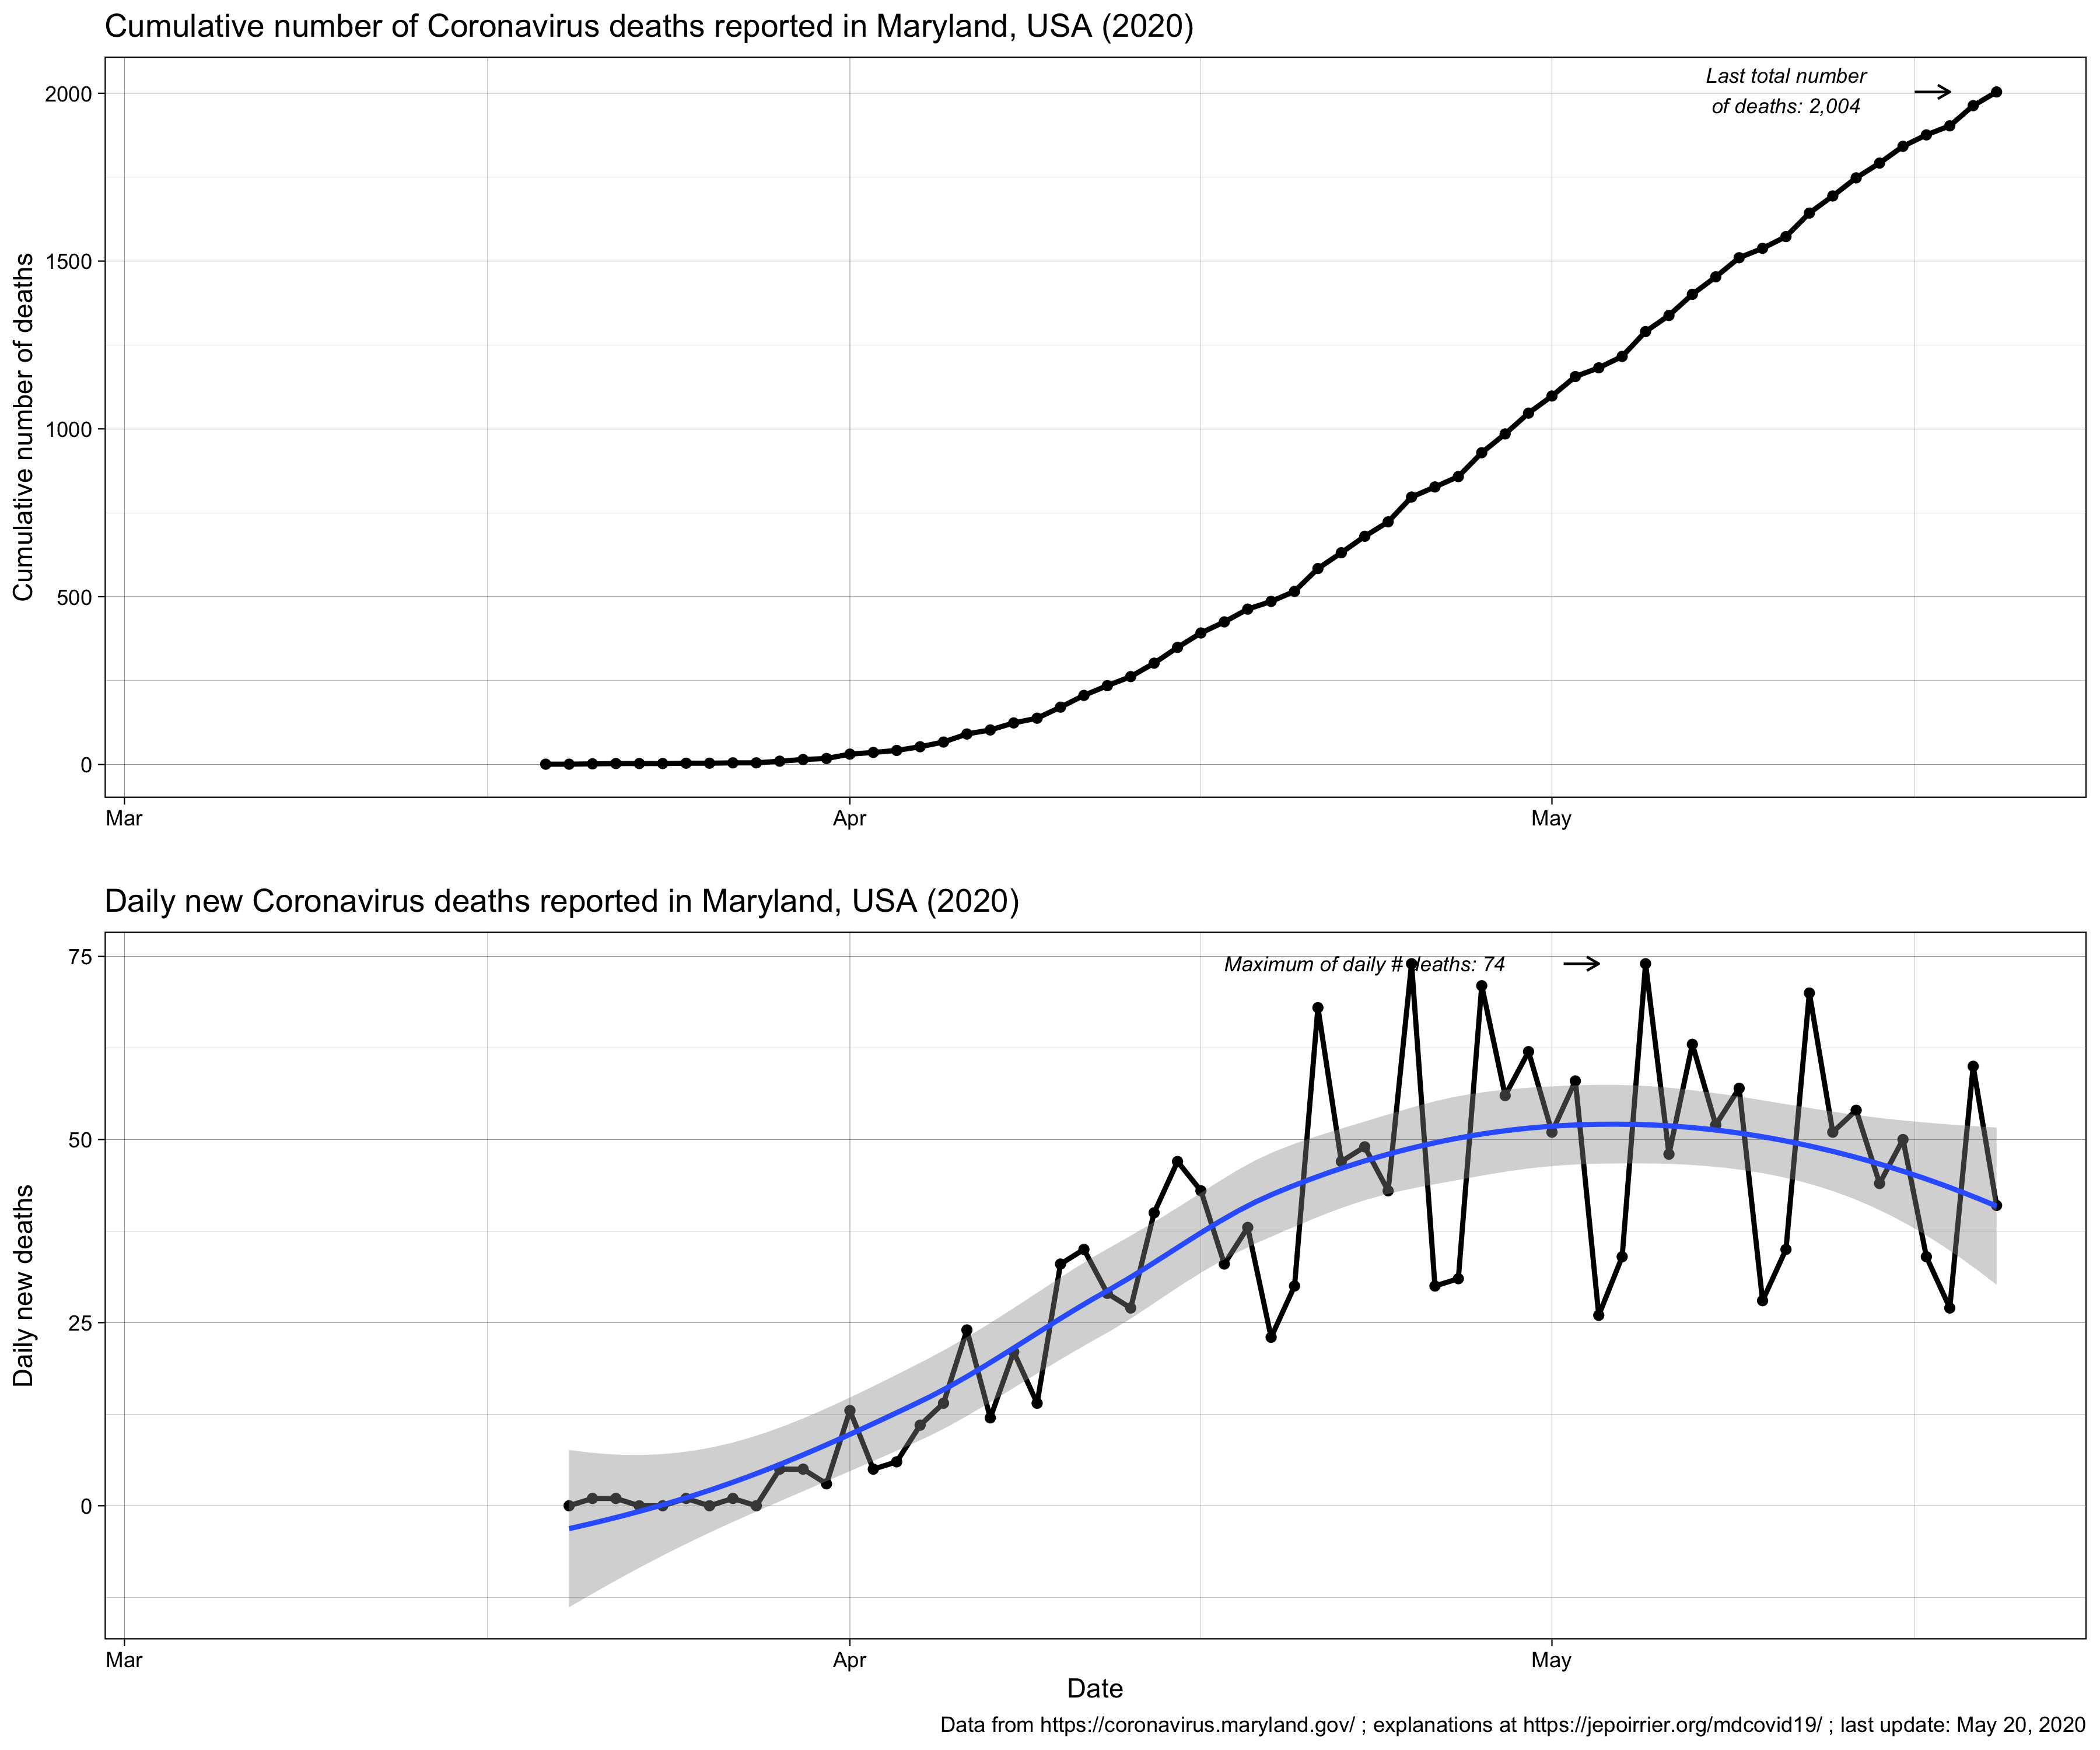 Cumulative number of Coronavirus deaths reported in Maryland, USA (2020)
Cumulative number of deaths
2000
1500
1000
500
0
Last total number
of deaths: 2,004
Mar
Apr
May
Daily new Coronavirus deaths reported in Maryland, USA (2020)
Daily new deaths
75
50
25
0
Maximum of daily # deaths: 74
Mar
Apr
May
Date
Data from https://coronavirus.maryland.gov/ ; explanations at https://jepoirrier.org/mdcovid19/ ; last update: May 20, 2020